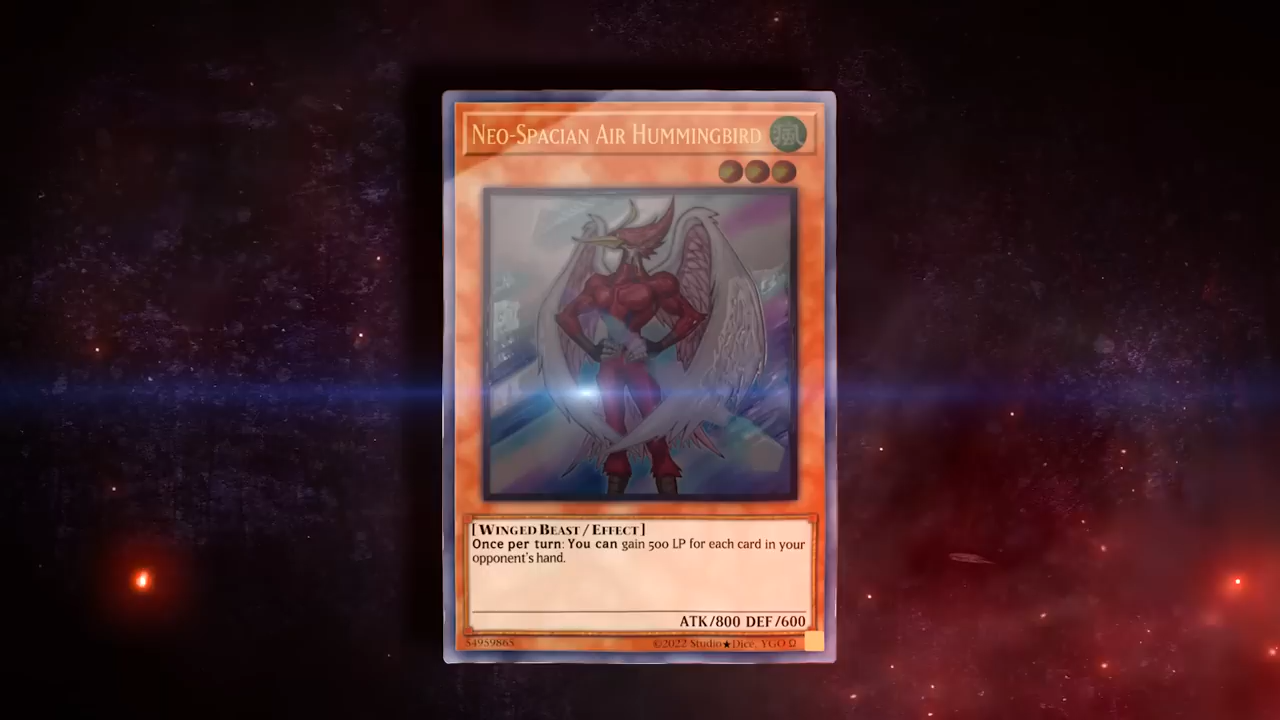 Neo-Spacian Air Hummingbird 風
[Winged Beast / Effect]
Once per turn: You can gain 500 LP for each card in your
opponent's hand.
ATK/800 DEF/600
54959865 ©2022 Studio★Dice, YGO Ω